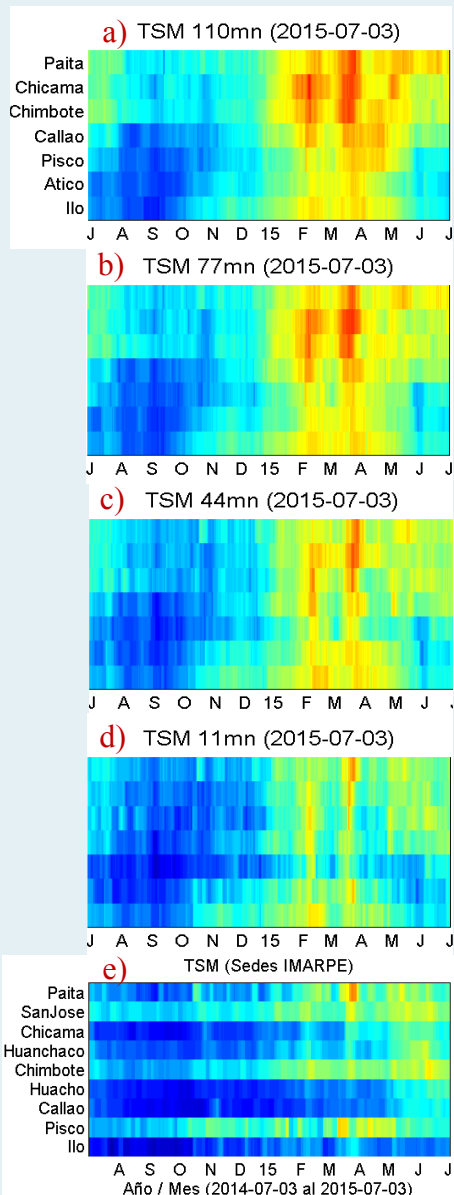 a) TSM 110mn (2015-07-03)
Paita
Chicama
Chimbote
Callao
Pisco
Atico
Ilo
J A S O N D 15 F M A M J J
b) TSM 77mn (2015-07-03)
J A S O N D 15 F M A M J J
c) TSM 44mn (2015-07-03)
J A S O N D 15 F M A M J J
d) TSM 11mn (2015-07-03)
J A S O N D 15 F M A M J J
e) TSM (Sedes IMARPE)
Paita
SanJose
Chicama
Huanchaco
Chimbote
Huacho
Callao
Pisco
Ilo
A S O N D 15 F M A M J J
Año / Mes (2014-07-03 al 2015-07-03)